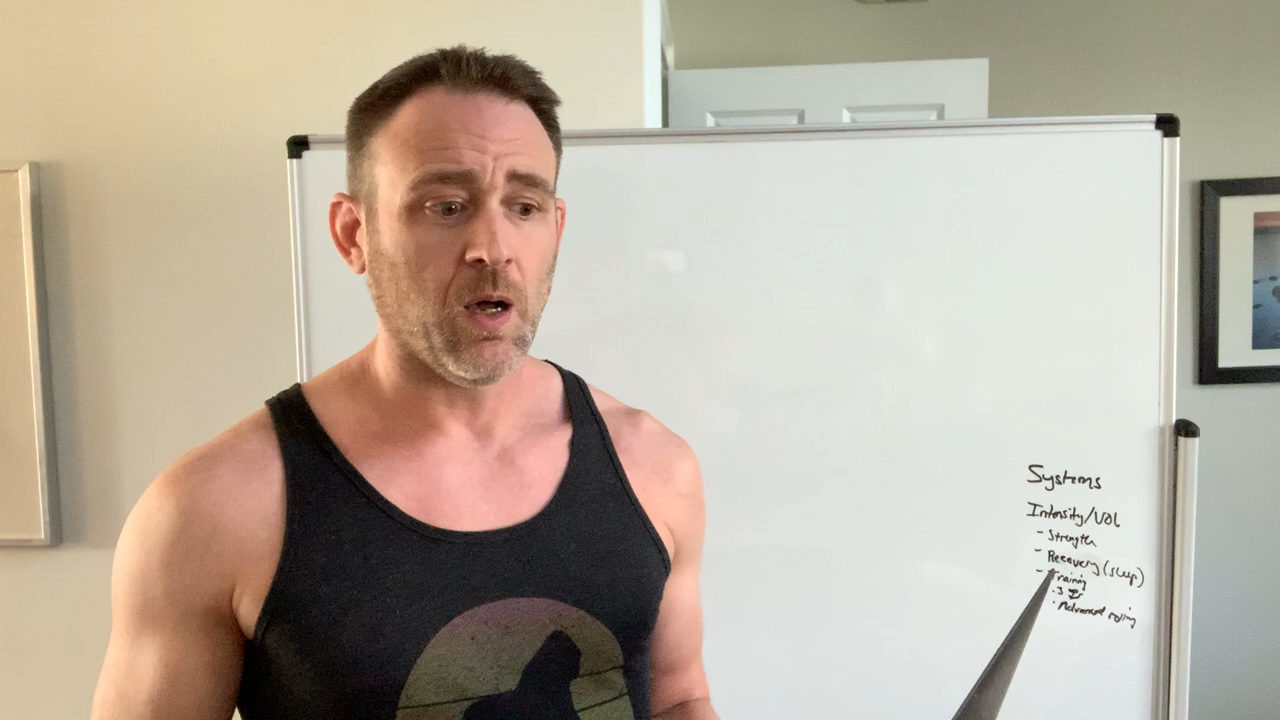 Systems
Intensity/VOL
- Strength
- Recovery (sleep)
- Training
· 3
· Advanced rolling